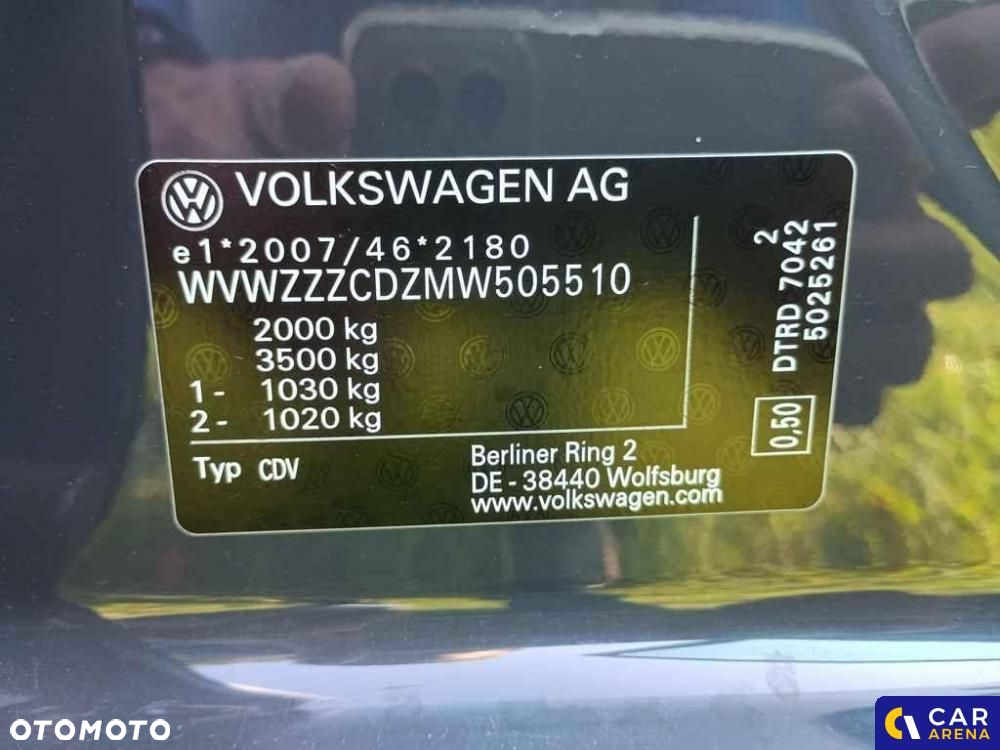 VOLKSWAGEN AG
e1*2007/46*2180
WVWZZZCDZMW505510
2000 kg
3500 kg
1- 1030 kg
2- 1020 kg
Typ CDV
Berliner Ring 2
DE - 38440 Wolfsburg
www.volkswagen.com
2
DTRD 7042
5025261
0,50
OTOMOTO
CAR
ARENA